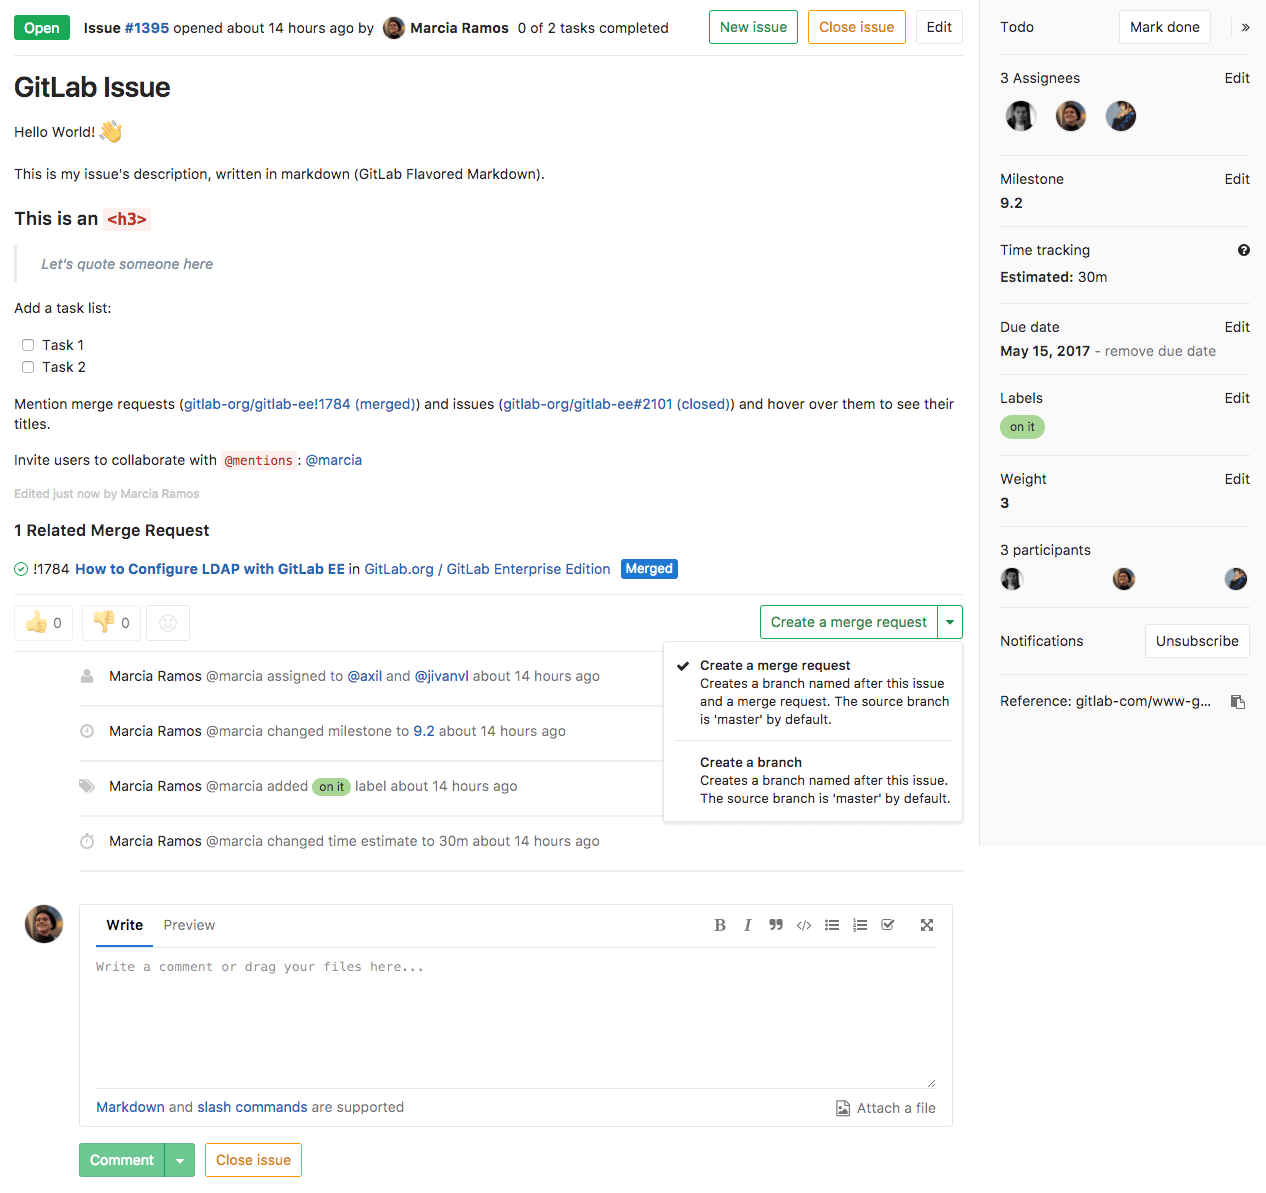 Open Issue #1395 opened about 14 hours ago by Marcia Ramos 0 of 2 tasks completed New issue Close issue Edit
GitLab Issue
Hello World! 👋
This is my issue's description, written in markdown (GitLab Flavored Markdown).
This is an <h3>
Let's quote someone here
Add a task list:
Task 1
Task 2
Mention merge requests (gitlab-org/gitlab-ee!1784 (merged)) and issues (gitlab-org/gitlab-ee#2101 (closed)) and hover over them to see their
titles.
Invite users to collaborate with @mentions: @marcia
Edited just now by Marcia Ramos
1 Related Merge Request
!1784 How to Configure LDAP with GitLab EE in GitLab.org / GitLab Enterprise Edition Merged
👍 0 👎 0
Create a merge request
Create a merge request
Creates a branch named after this issue
and a merge request. The source branch
is 'master' by default.
Create a branch
Creates a branch named after this issue.
The source branch is 'master' by default.
Marcia Ramos @marcia assigned to @axil and @jivanvl about 14 hours ago
Marcia Ramos @marcia changed milestone to 9.2 about 14 hours ago
Marcia Ramos @marcia added on it label about 14 hours ago
Marcia Ramos @marcia changed time estimate to 30m about 14 hours ago
Write Preview B I ” </>
Write a comment or drag your files here...
Markdown and slash commands are supported Attach a file
Comment Close issue
Todo Mark done »
3 Assignees Edit
Milestone Edit
9.2
Time tracking ?
Estimated: 30m
Due date Edit
May 15, 2017 - remove due date
Labels Edit
on it
Weight Edit
3
3 participants
Notifications Unsubscribe
Reference: gitlab-com/www-g...